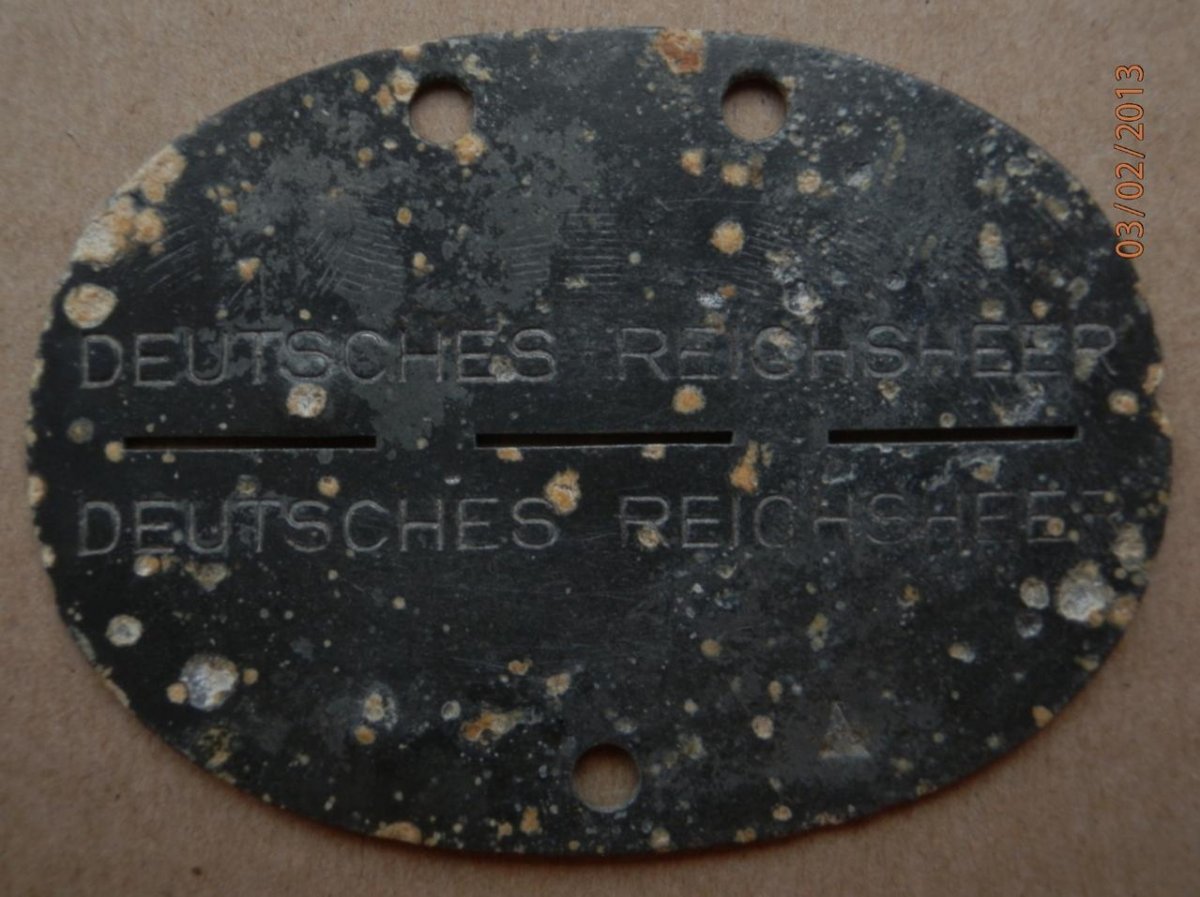 03/02/2013
DEUTSCHES REICHSHEER
DEUTSCHES REICHSHEER
A